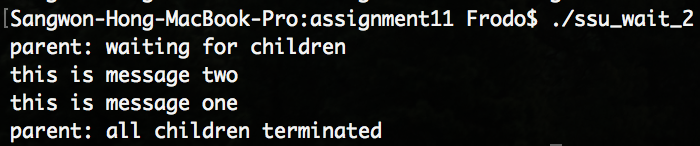 [Sangwon-Hong-MacBook-Pro:assignment11 Frodo$ ./ssu_wait_2
parent: waiting for children
this is message two
this is message one
parent: all children terminated